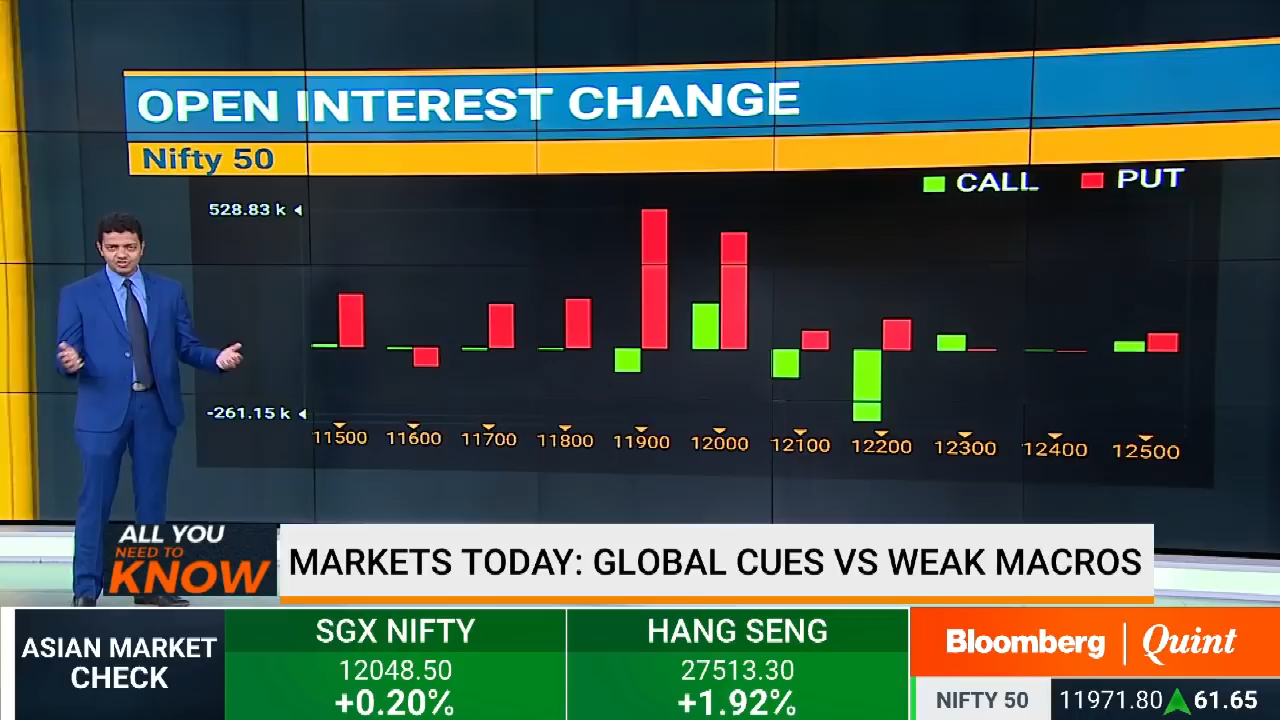 OPEN INTEREST CHANGE
Nifty 50
CALL PUT
528.83 k
-261.15 k
11500 11600 11700 11800 11900 12000 12100 12200 12300 12400 12500
ALL YOU
NEED TO
KNOW
MARKETS TODAY: GLOBAL CUES VS WEAK MACROS
ASIAN MARKET
CHECK
SGX NIFTY
12048.50
+0.20%
HANG SENG
27513.30
+1.92%
Bloomberg | Quint
NIFTY 50 11971.80 61.65